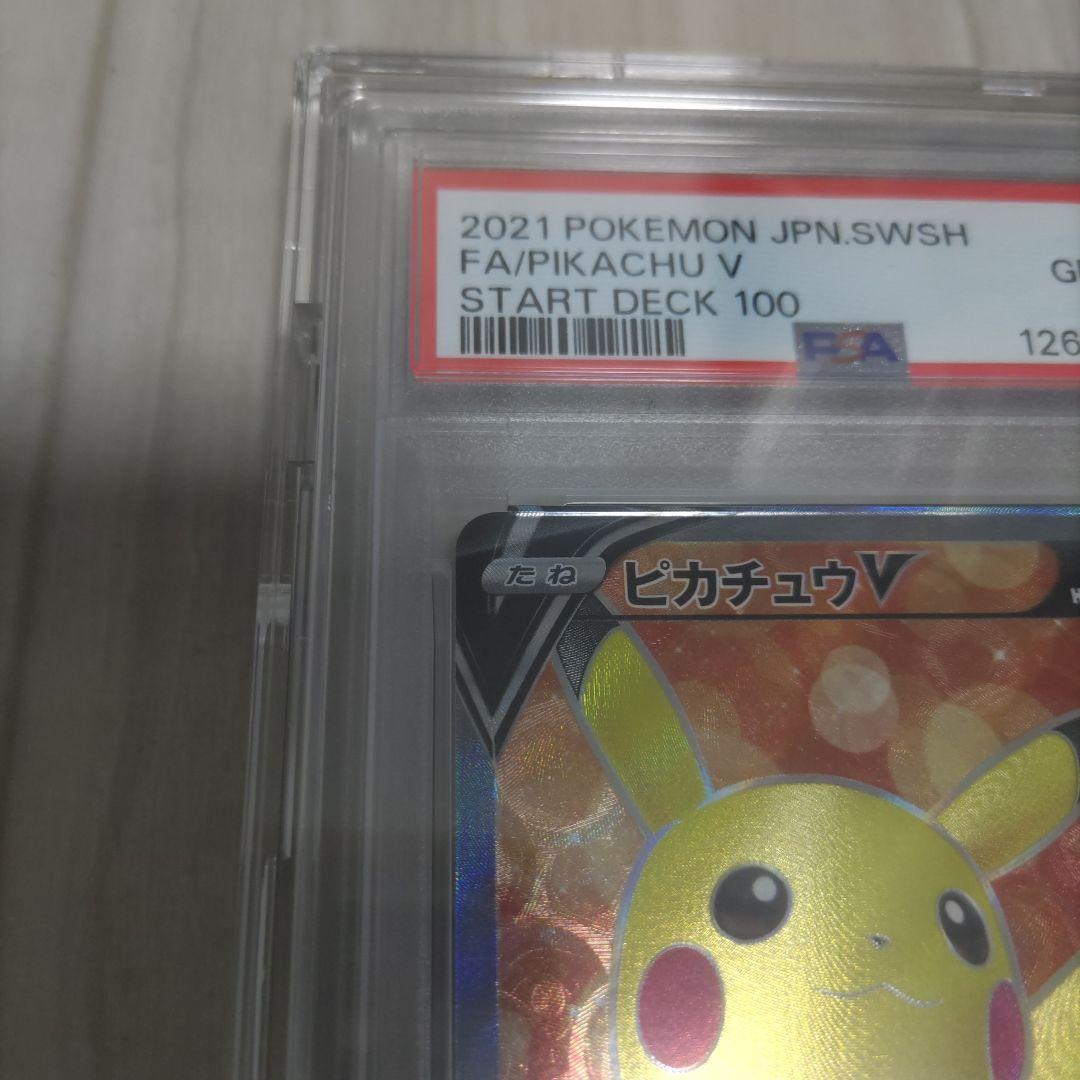 2021 POKEMON JPN.SWSH
FA/PIKACHU V
START DECK 100
PSA
たね
ピカチュウV